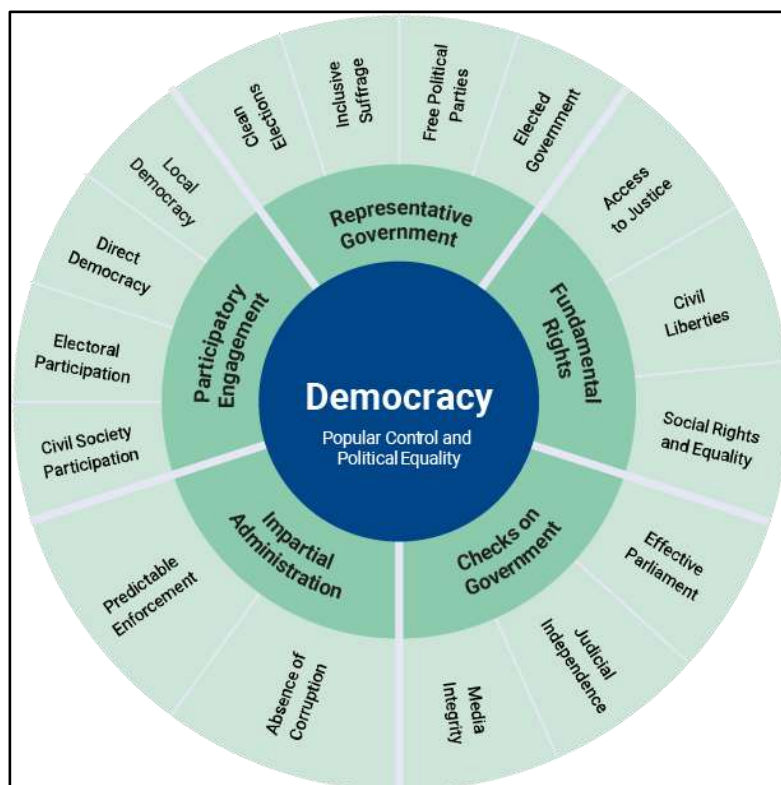 Democracy
Popular Control and
Political Equality
Representative
Government
Clean
Elections
Inclusive
Suffrage
Free Political
Parties
Elected
Government
Fundamental
Rights
Access
to Justice
Civil
Liberties
Social Rights
and Equality
Checks on
Government
Effective
Parliament
Judicial
Independence
Media
Integrity
Impartial
Administration
Absence of
Corruption
Predictable
Enforcement
Participatory
Engagement
Civil Society
Participation
Electoral
Participation
Direct
Democracy
Local
Democracy